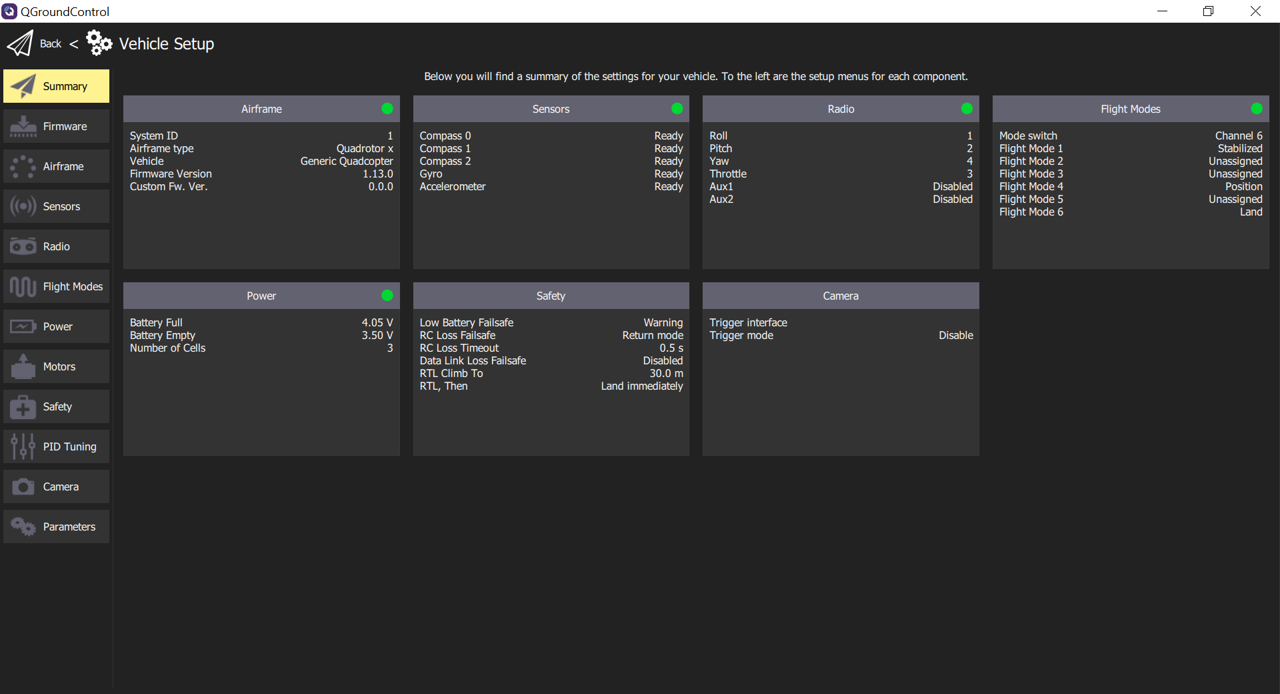 QGroundControl
Back < Vehicle Setup
Summary
Firmware
Airframe
Sensors
Radio
Flight Modes
Power
Motors
Safety
PID Tuning
Camera
Parameters
Below you will find a summary of the settings for your vehicle. To the left are the setup menus for each component.
Airframe
System ID 1
Airframe type Quadrotor x
Vehicle Generic Quadcopter
Firmware Version 1.13.0
Custom Fw. Ver. 0.0.0
Sensors
Compass 0 Ready
Compass 1 Ready
Compass 2 Ready
Gyro Ready
Accelerometer Ready
Radio
Roll 1
Pitch 2
Yaw 4
Throttle 3
Aux1 Disabled
Aux2 Disabled
Flight Modes
Mode switch Channel 6
Flight Mode 1 Stabilized
Flight Mode 2 Unassigned
Flight Mode 3 Unassigned
Flight Mode 4 Position
Flight Mode 5 Unassigned
Flight Mode 6 Land
Power
Battery Full 4.05 V
Battery Empty 3.50 V
Number of Cells 3
Safety
Low Battery Failsafe Warning
RC Loss Failsafe Return mode
RC Loss Timeout 0.5 s
Data Link Loss Failsafe Disabled
RTL Climb To 30.0 m
RTL, Then Land immediately
Camera
Trigger interface
Trigger mode Disable